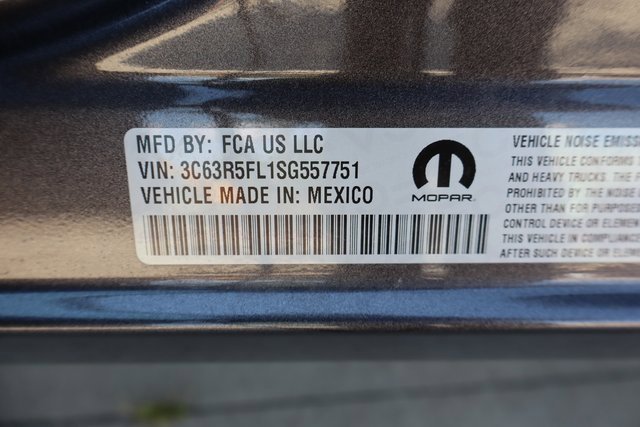 MFD BY: FCA US LLC
VIN: 3C63R5FL1SG557751
VEHICLE MADE IN: MEXICO
MOPAR
VEHICLE NOISE EMISS
THIS VEHICLE CONFORMS
AND HEAVY TRUCKS. THE F
PROHIBITED BY THE NOISE
OTHER THAN FOR PURPOSES
CONTROL DEVICE OR ELEMEN
THIS VEHICLE IN COMPLIANC
AFTER SUCH DEVICE OR ELEM